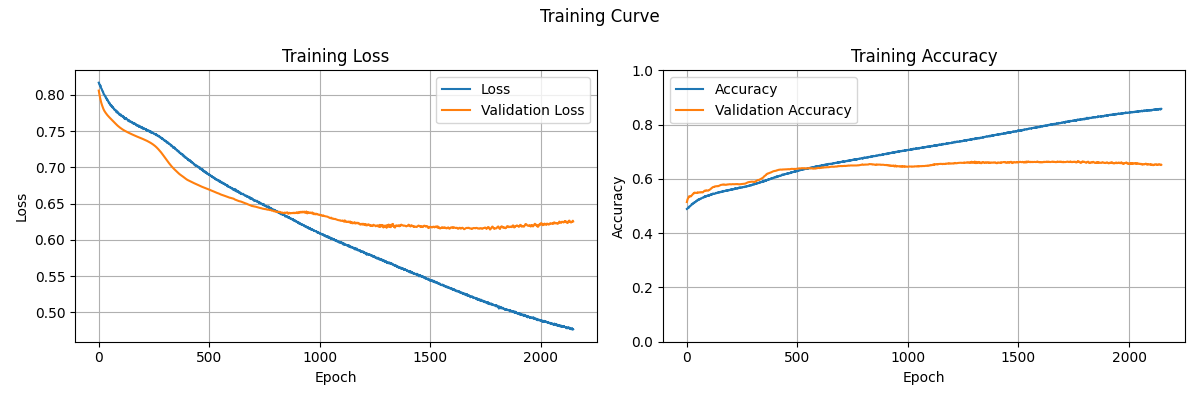 Training Curve
Training Loss
Loss
Validation Loss
0.80
0.75
0.70
0.65
0.60
0.55
0.50
Loss
0
500
1000
1500
2000
Epoch
Training Accuracy
Accuracy
Validation Accuracy
1.0
0.8
0.6
0.4
0.2
0.0
Accuracy
0
500
1000
1500
2000
Epoch